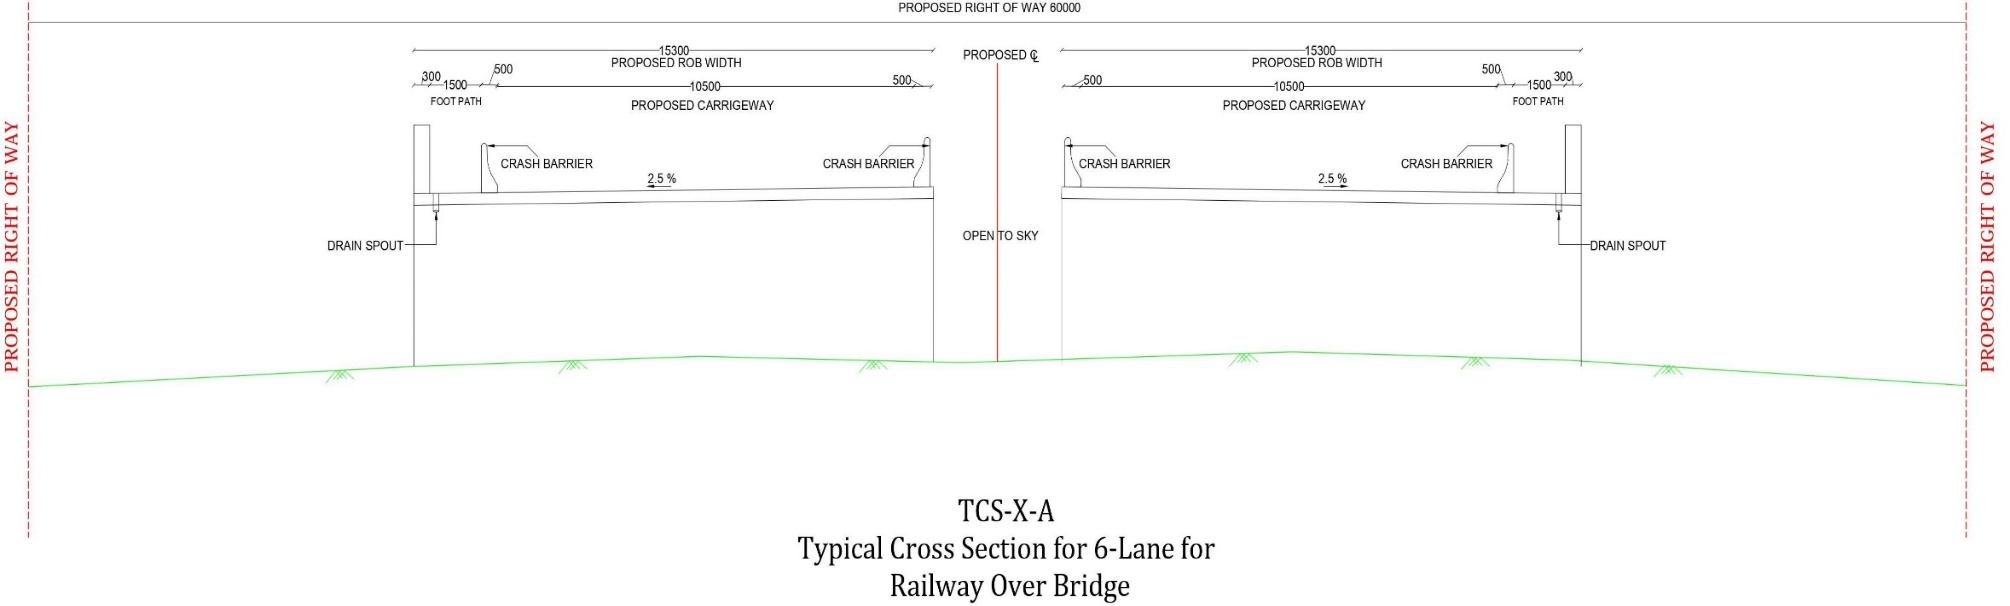 PROPOSED RIGHT OF WAY 60000
15300
PROPOSED ROB WIDTH
PROPOSED ℄
15300
PROPOSED ROB WIDTH
300
1500
500
10500
500
500
10500
500
1500
300
FOOT PATH
PROPOSED CARRIGEWAY
PROPOSED CARRIGEWAY
FOOT PATH
CRASH BARRIER
CRASH BARRIER
CRASH BARRIER
CRASH BARRIER
2.5 %
2.5 %
DRAIN SPOUT
OPEN TO SKY
DRAIN SPOUT
PROPOSED RIGHT OF WAY
PROPOSED RIGHT OF WAY
TCS-X-A
Typical Cross Section for 6-Lane for
Railway Over Bridge